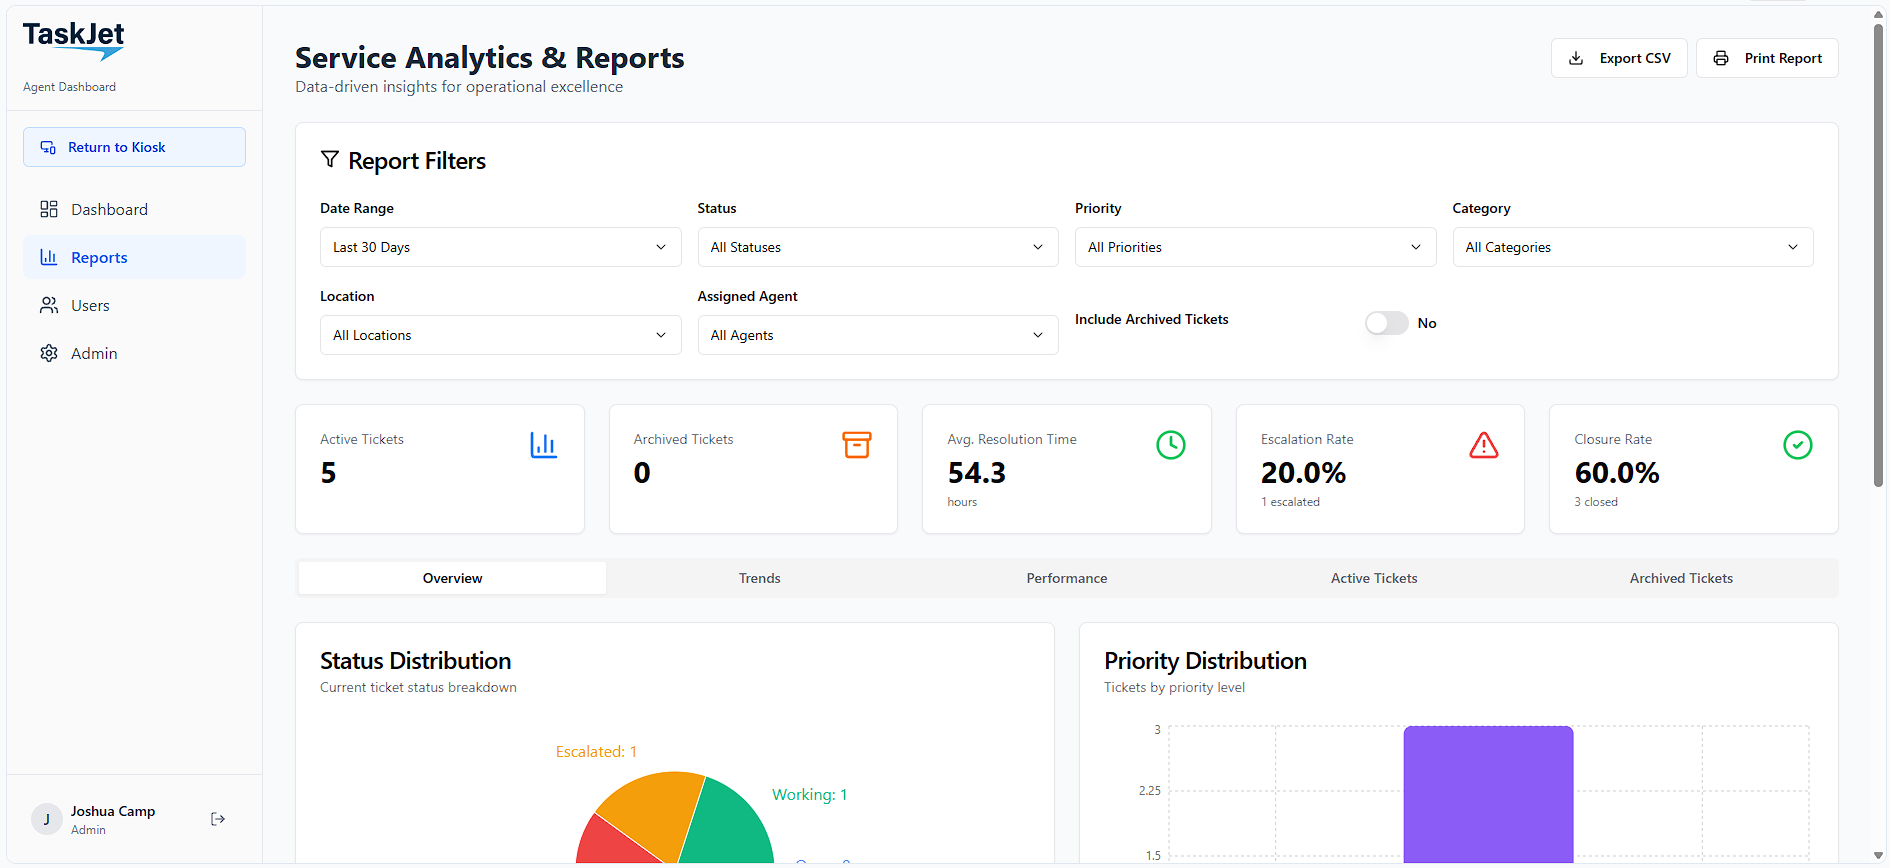 TaskJet
Agent Dashboard
Return to Kiosk
Dashboard
Reports
Users
Admin
J
Joshua Camp
Admin
Service Analytics & Reports
Data-driven insights for operational excellence
Export CSV
Print Report
Report Filters
Date Range
Last 30 Days
Status
All Statuses
Priority
All Priorities
Category
All Categories
Location
All Locations
Assigned Agent
All Agents
Include Archived Tickets
No
Active Tickets
5
Archived Tickets
0
Avg. Resolution Time
54.3
hours
Escalation Rate
20.0%
1 escalated
Closure Rate
60.0%
3 closed
Overview
Trends
Performance
Active Tickets
Archived Tickets
Status Distribution
Current ticket status breakdown
Escalated: 1
Working: 1
Priority Distribution
Tickets by priority level
3
2.25
1.5